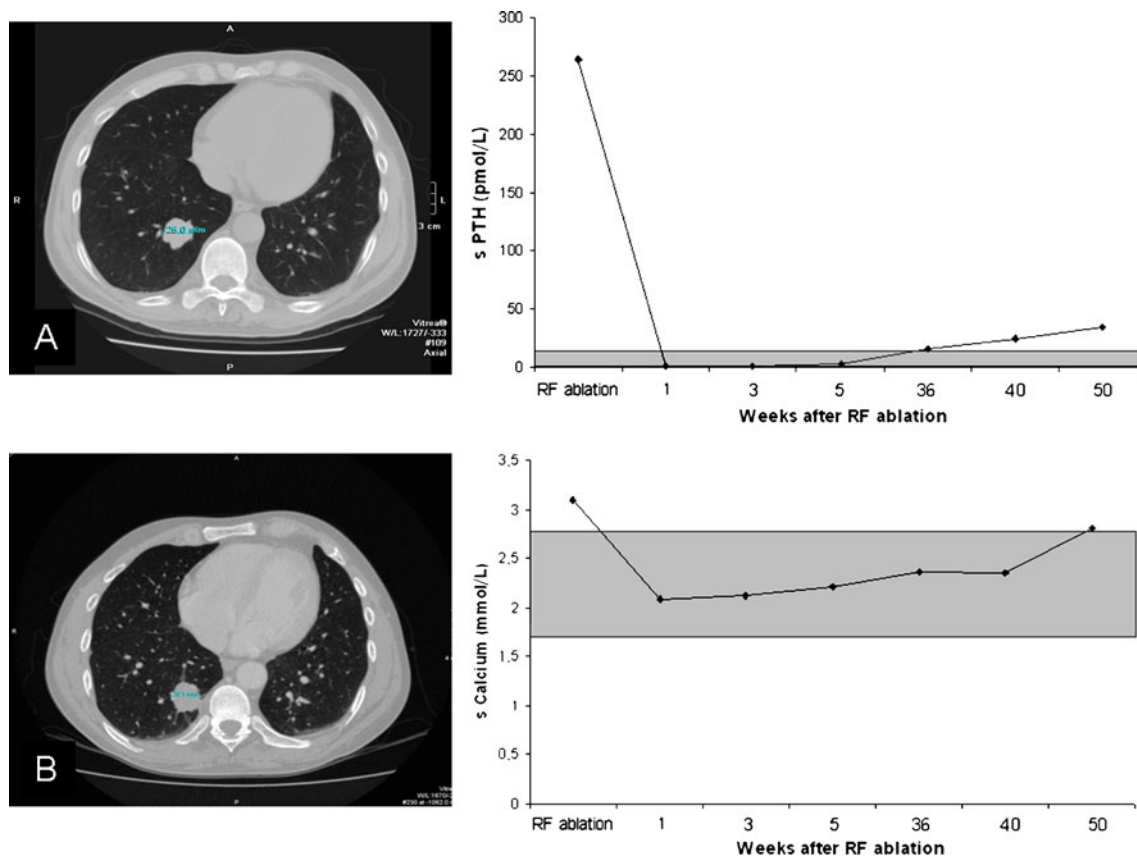 A
R
L
26.0 mm
3 cm
Vitrea®
W/L:1727/-333
#109
Axial
P
A
300
250
200
150
100
50
0
s PTH (pmol/L)
RF ablation 1 3 5 36 40 50
Weeks after RF ablation
A
R
P
B
3,5
3
2,5
2
1,5
1
0,5
0
s Calcium (mmol/L)
RF ablation 1 3 5 36 40 50
Weeks after RF ablation